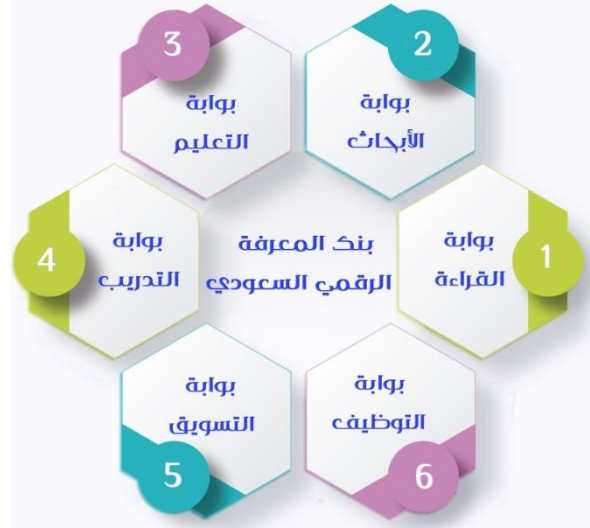 1
بوابة
القراءة
2
بوابة
الأبحاث
3
بوابة
التعليم
4
بوابة
التدريب
5
بوابة
التسويق
6
بوابة
التوظيف
بنك المعرفة
الرقمي السعودي